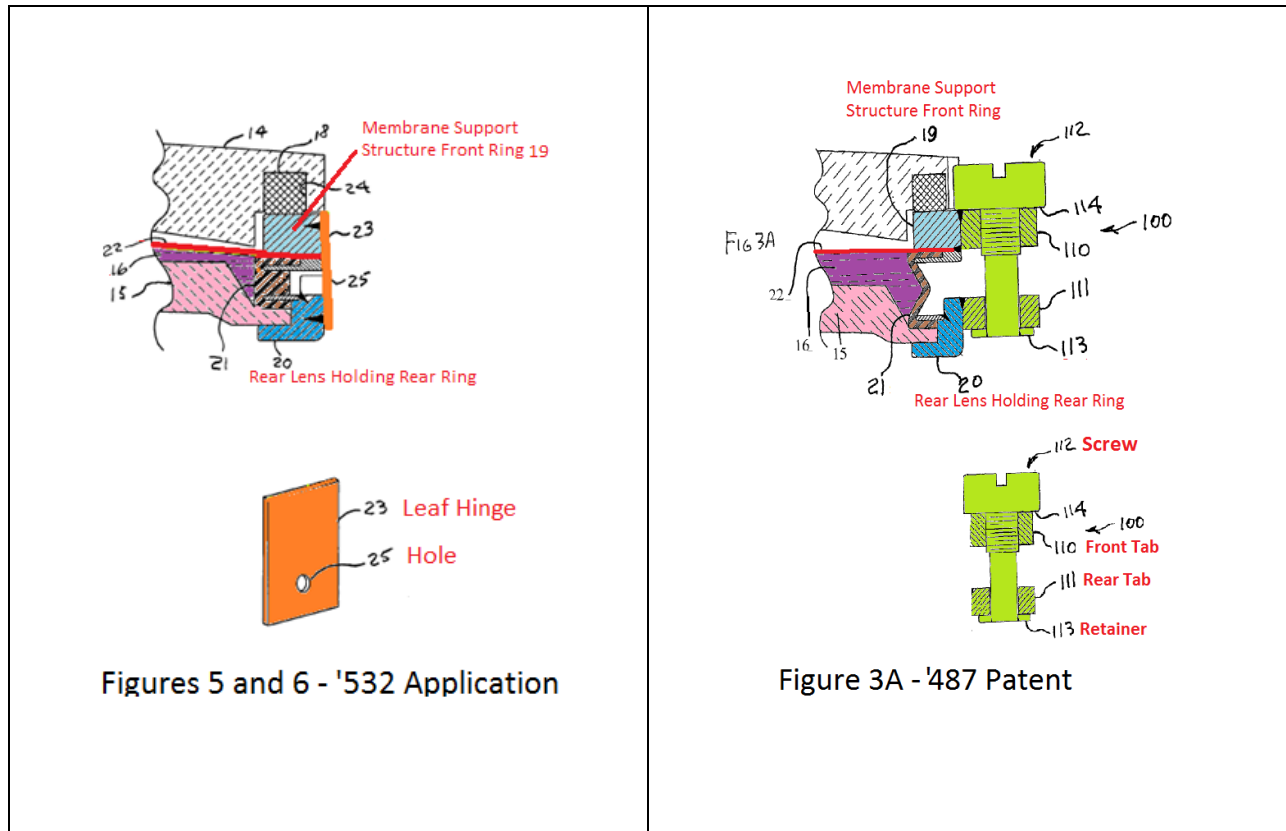 14
18
Membrane Support
Structure Front Ring 19
24
22
23
16
15
25
21
20
Rear Lens Holding Rear Ring
23 Leaf Hinge
25 Hole
Figures 5 and 6 - '532 Application
Membrane Support
Structure Front Ring
19
112
114
100
FIG 3A
110
111
22
16
15
113
21
20
Rear Lens Holding Rear Ring
112 Screw
114
100
110 Front Tab
111 Rear Tab
113 Retainer
Figure 3A - '487 Patent